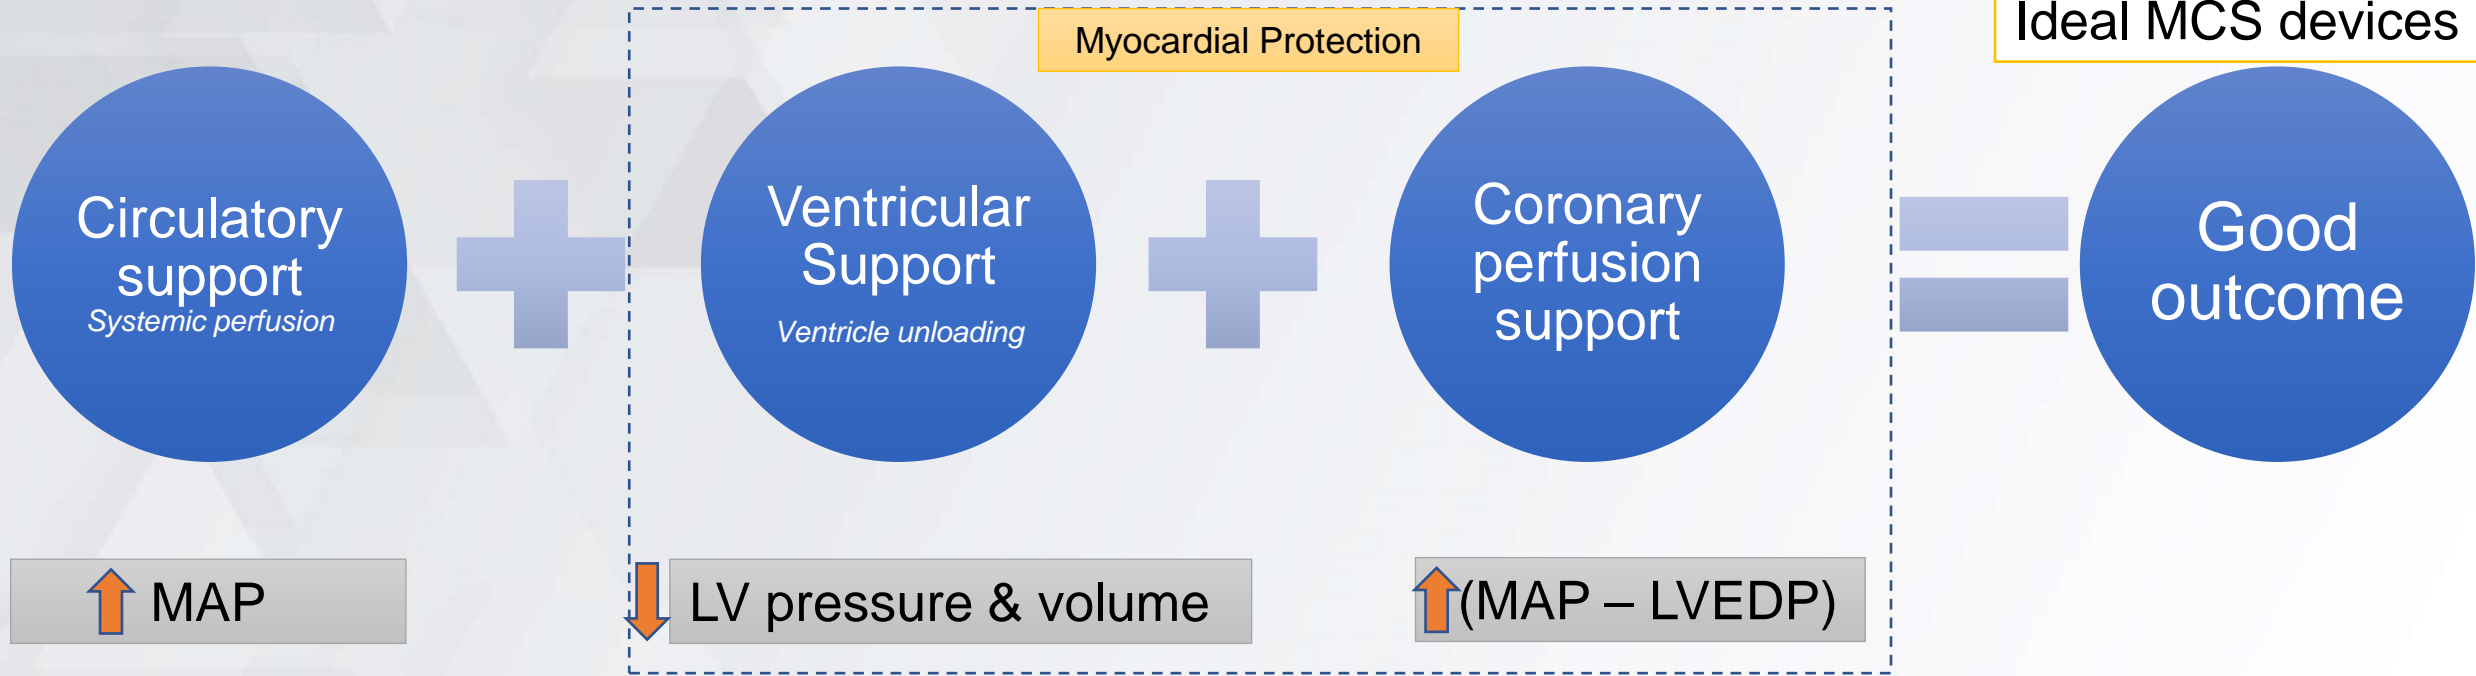 Ideal MCS devices
Myocardial Protection
Circulatory
support
Systemic perfusion
Ventricular
Support
Ventricle unloading
Coronary
perfusion
support
Good
outcome
MAP
LV pressure & volume
(MAP – LVEDP)